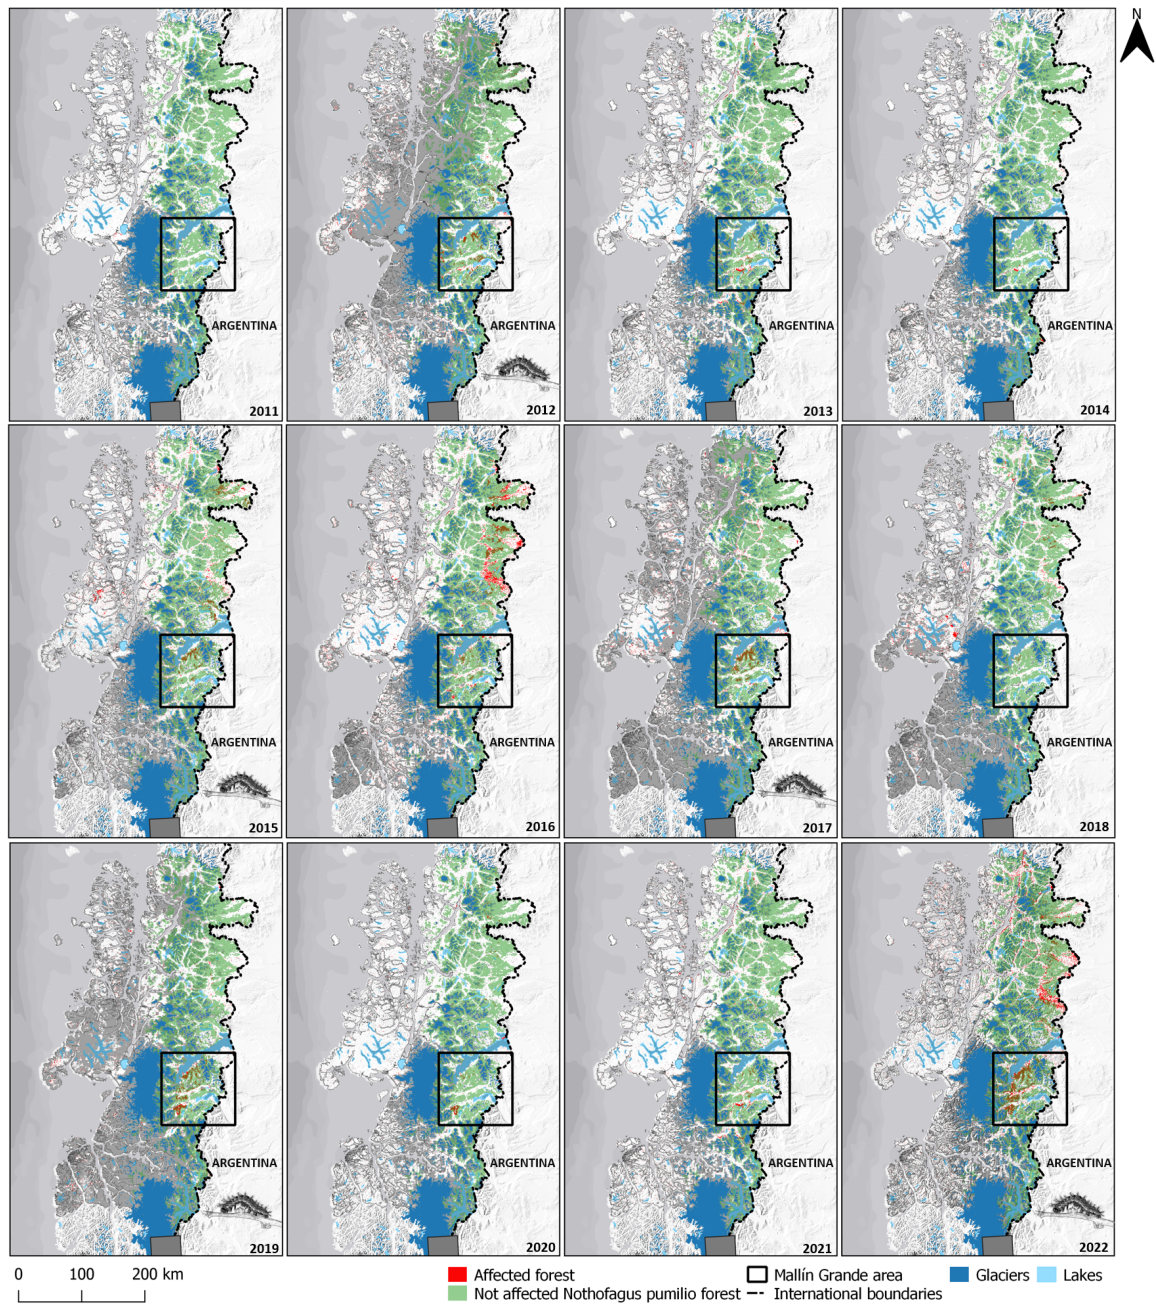 N
ARGENTINA
2011
ARGENTINA
2012
ARGENTINA
2013
ARGENTINA
2014
ARGENTINA
2015
ARGENTINA
2016
ARGENTINA
2017
ARGENTINA
2018
ARGENTINA
2019
ARGENTINA
2020
ARGENTINA
2021
ARGENTINA
2022
0 100 200 km
Affected forest Mallín Grande area Glaciers Lakes
Not affected Nothofagus pumilio forest International boundaries